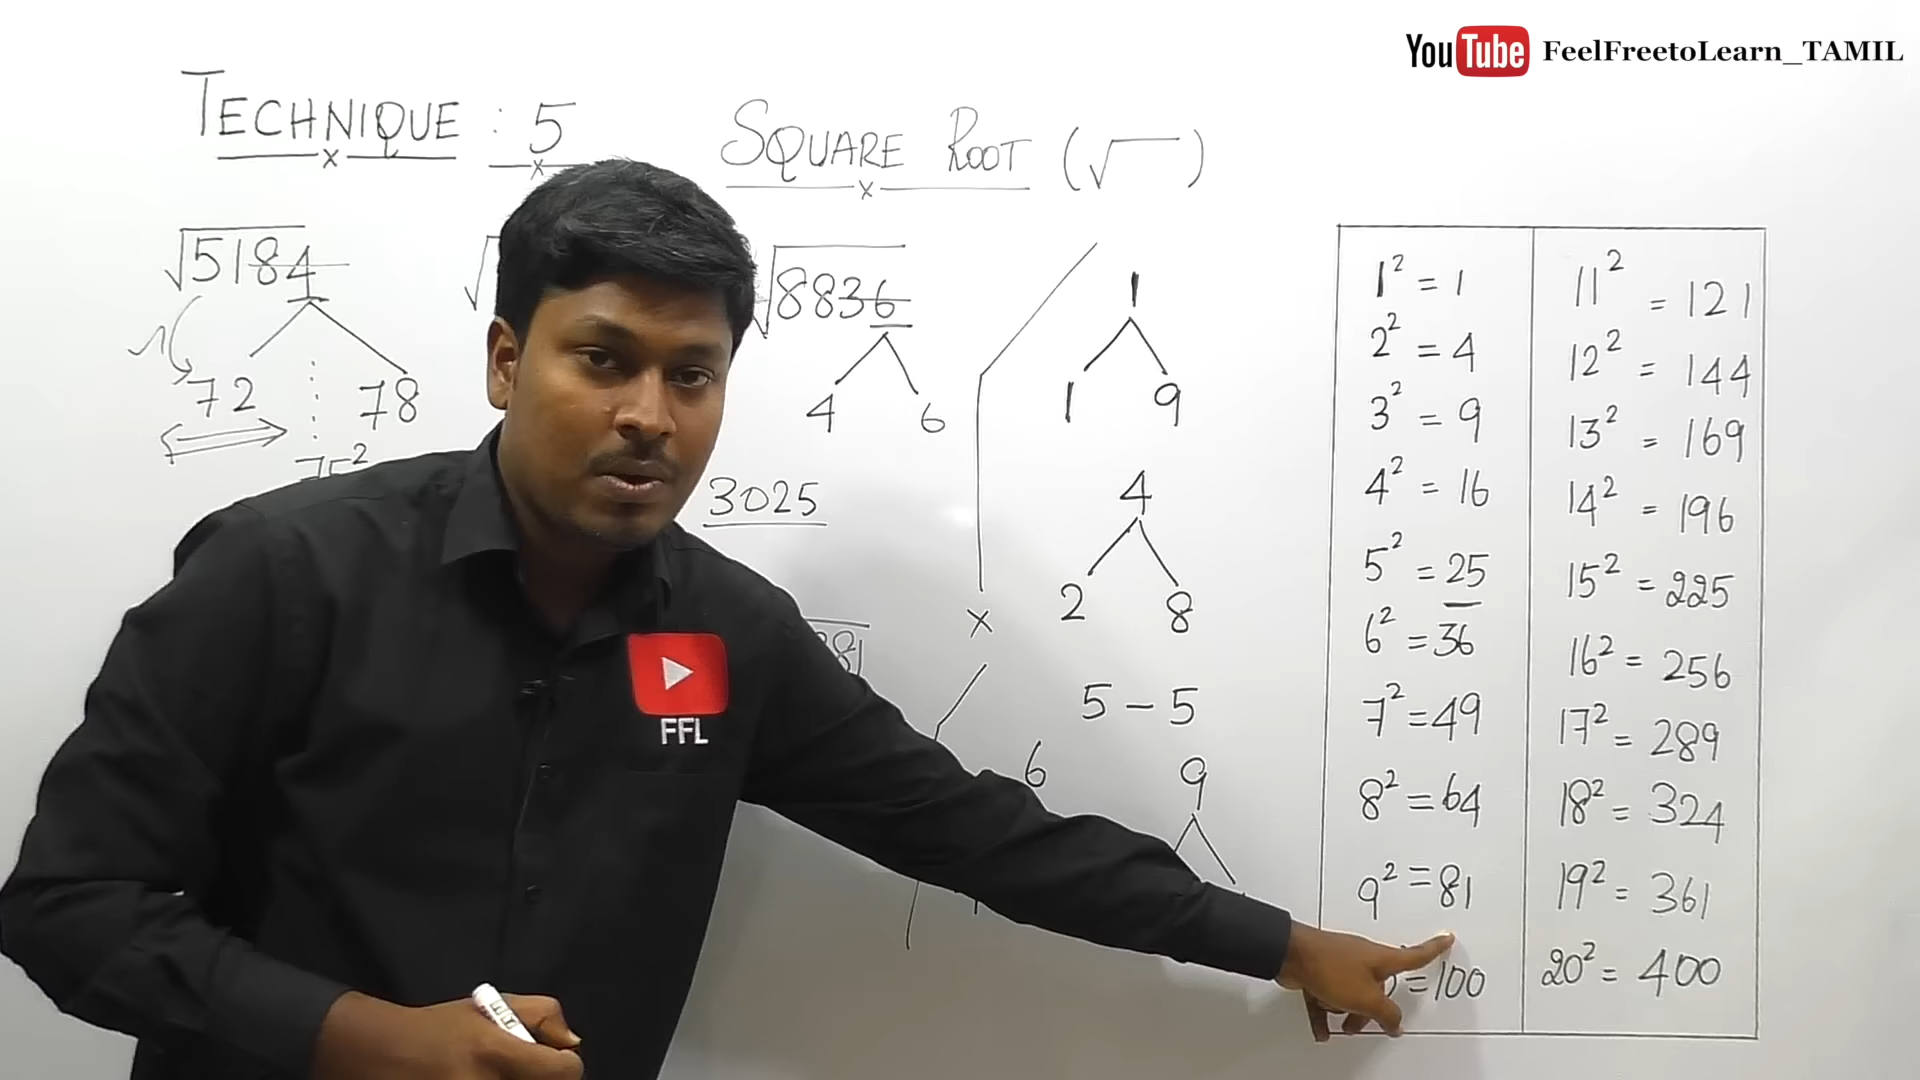 YouTube FeelFreetoLearn_TAMIL
TECHNIQUE : 5
SQUARE ROOT (√ )
√5184
72 78
75²
√8836
4 6
3025
81
FFL
1
1 9
4
2 8
5 – 5
6
9
x
1² = 1
2² = 4
3² = 9
4² = 16
5² = 25
6² = 36
7² = 49
8² = 64
9² = 81
= 100
11² = 121
12² = 144
13² = 169
14² = 196
15² = 225
16² = 256
17² = 289
18² = 324
19² = 361
20² = 400